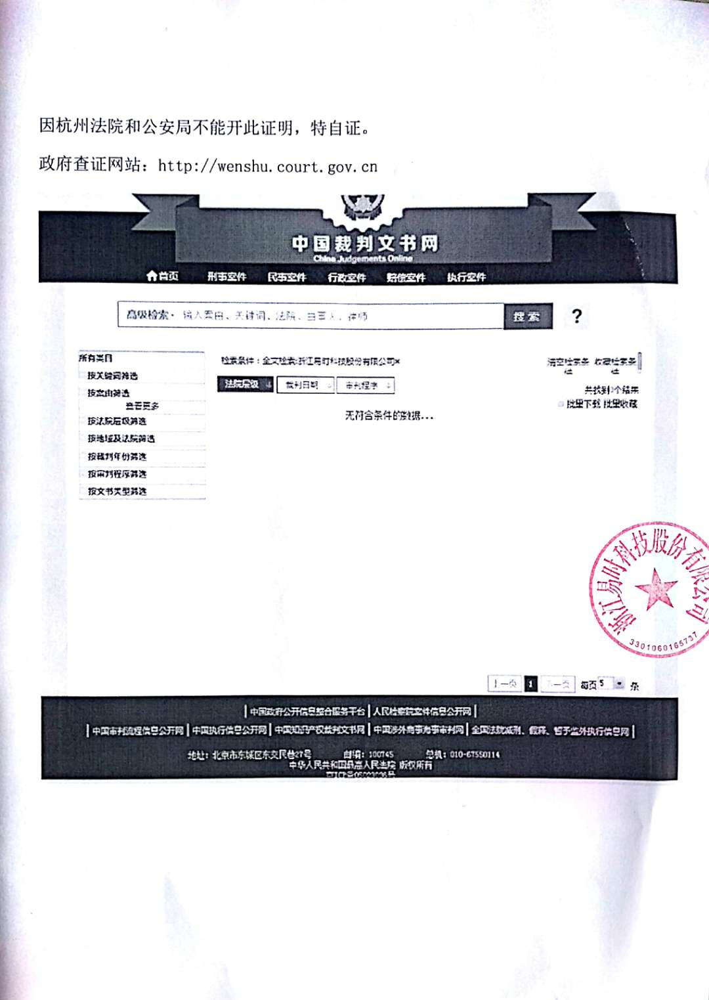 因杭州法院和公安局不能开此证明，特自证。
政府查证网站：http://wenshu.court.gov.cn
中国裁判文书网
China Judgements Online
首页 刑事案件 民事案件 行政案件 赔偿案件 执行案件
高级检索 输入案由、关键词、法院、当事人、律师 搜索 ?
所有类目
按关键词筛选
按案由筛选
查看更多
按法院层级筛选
按地域及法院筛选
按裁判年份筛选
按审判程序筛选
按文书类型筛选
检索条件：全文检索:浙江易时科技股份有限公司×
清空检索条件 收藏检索条件
法院层级 裁判日期 审判程序
共找到0个结果
批量下载 批量收藏
无符合条件的数据...
浙江易时科技股份有限公司
3301060165737
上一页 1 下一页 每页 5 条
中国政府公开信息整合服务平台 | 人民检察院案件信息公开网
中国审判流程信息公开网 | 中国执行信息公开网 | 中国知识产权裁判文书网 | 中国涉外商事海事审判网 | 全国法院减刑、假释、暂予监外执行信息网
地址：北京市东城区东交民巷27号 邮编：100745 总机：010-67550114
中华人民共和国最高人民法院 版权所有
京ICP备05023036号